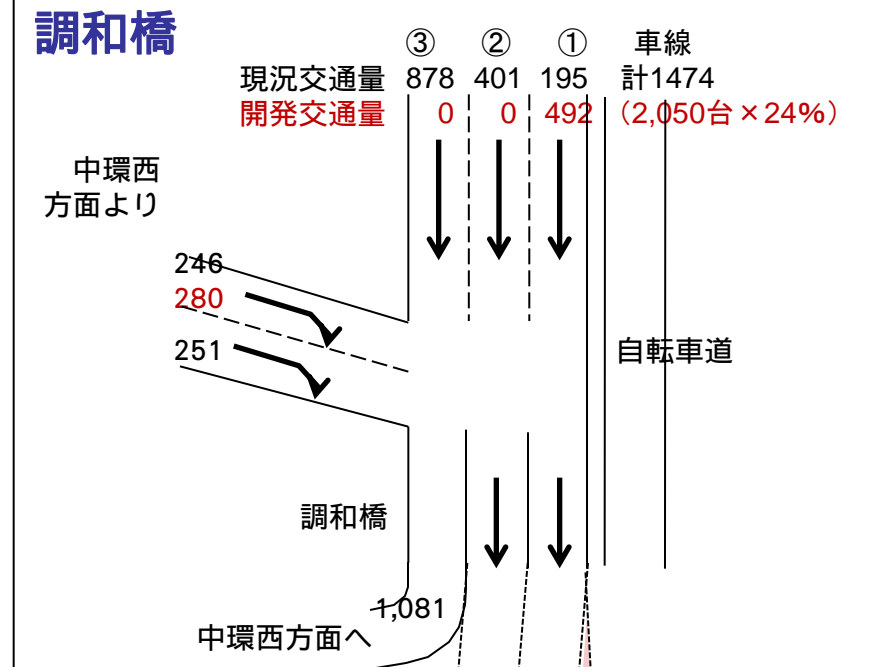 調和橋
③ ② ① 車線
現況交通量 878 401 195 計1474
開発交通量 0 0 492 （2,050台×24%）
中環西
方面より
246
280
251
自転車道
調和橋
1,081
中環西方面へ